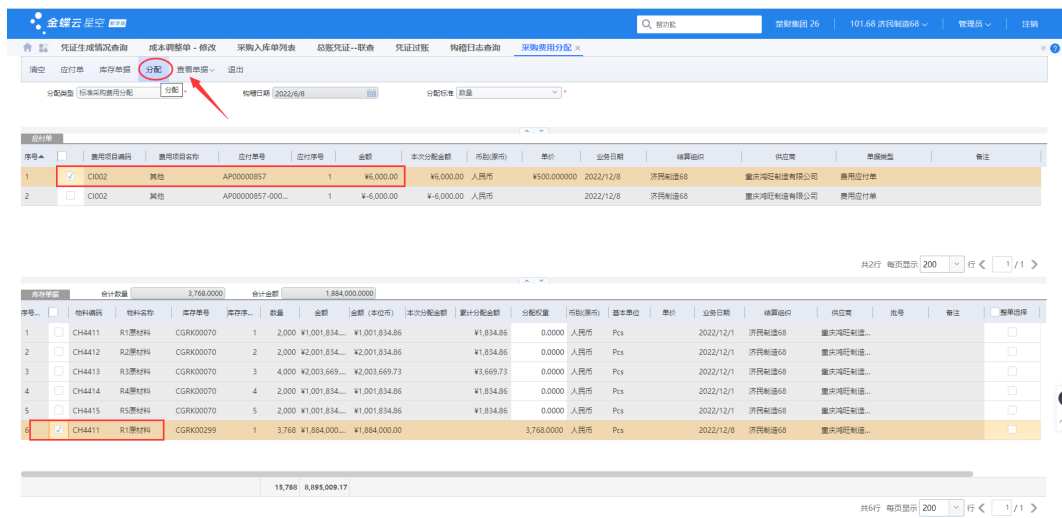 金蝶云 星空 教学版 搜功能 楚财集团 26 101.68 济民制造68 管理员 注销
凭证生成情况查询 成本调整单 - 修改 采购入库单列表 总账凭证--联查 凭证过账 钩稽日志查询 采购费用分配 ×
清空 应付单 库存单据 分配 查看单据 退出
分配类型 标准采购费用分配 * 分配 钩稽日期 2022/6/8 分配标准 数量 *
应付单
序号 费用项目编码 费用项目名称 应付单号 应付序号 金额 本次分配金额 币别(原币) 单价 业务日期 结算组织 供应商 单据类型 备注
1 CI002 其他 AP00000857 1 ¥6,000.00 ¥6,000.00 人民币 ¥500.000000 2022/12/8 济民制造68 重庆鸿旺制造有限公司 费用应付单
2 CI002 其他 AP00000857-000... 1 ¥-6,000.00 ¥-6,000.00 人民币 2022/12/8 济民制造68 重庆鸿旺制造有限公司 费用应付单
共2行 每页显示 200 行 1 / 1
库存单据 合计数量 3,768.0000 合计金额 1,884,000.0000
序号... 物料编码 物料名称 库存单号 库存序... 数量 金额 金额（本位币） 本次分配金额 累计分配金额 分配权重 币别(原币) 基本单位 单价 业务日期 结算组织 供应商 批号 备注 整单选择
1 CH4411 R1原材料 CGRK00070 1 2,000 ¥1,001,834.... ¥1,001,834.86 ¥1,834.86 0.0000 人民币 Pcs 2022/12/1 济民制造68 重庆鸿旺制造...
2 CH4412 R2原材料 CGRK00070 2 2,000 ¥2,001,834.... ¥2,001,834.86 ¥1,834.86 0.0000 人民币 Pcs 2022/12/1 济民制造68 重庆鸿旺制造...
3 CH4413 R3原材料 CGRK00070 3 4,000 ¥2,003,669.... ¥2,003,669.73 ¥3,669.73 0.0000 人民币 Pcs 2022/12/1 济民制造68 重庆鸿旺制造...
4 CH4414 R4原材料 CGRK00070 4 2,000 ¥1,001,834.... ¥1,001,834.86 ¥1,834.86 0.0000 人民币 Pcs 2022/12/1 济民制造68 重庆鸿旺制造...
5 CH4415 R5原材料 CGRK00070 5 2,000 ¥1,001,834.... ¥1,001,834.86 ¥1,834.86 0.0000 人民币 Pcs 2022/12/1 济民制造68 重庆鸿旺制造...
6 CH4411 R1原材料 CGRK00299 1 3,768 ¥1,884,000.... ¥1,884,000.00 3,768.0000 人民币 Pcs 2022/12/8 济民制造68 重庆鸿旺制造...
15,768 8,895,009.17
共6行 每页显示 200 行 1 / 1